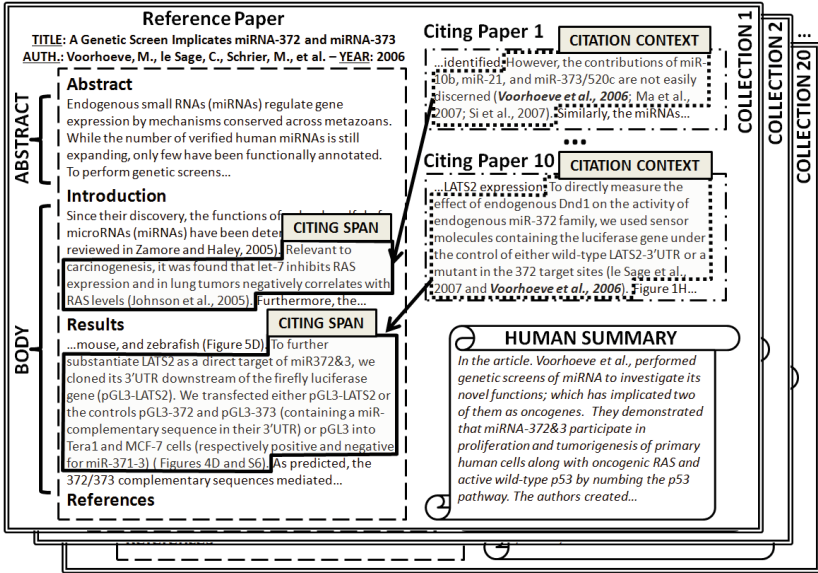 Reference Paper
TITLE: A Genetic Screen Implicates miRNA-372 and miRNA-373
AUTH.: Voorhoeve, M., le Sage, C., Schrier, M., et al. – YEAR: 2006
ABSTRACT
Abstract
Endogenous small RNAs (miRNAs) regulate gene
expression by mechanisms conserved across metazoans.
While the number of verified human miRNAs is still
expanding, only few have been functionally annotated.
To perform genetic screens…
BODY
Introduction
Since their discovery, the functions of
microRNAs (miRNAs) have been deter
reviewed in Zamore and Haley, 2005). Relevant to
carcinogenesis, it was found that let-7 inhibits RAS
expression and in lung tumors negatively correlates with
RAS levels (Johnson et al., 2005). Furthermore, the…
CITING SPAN
Results
…mouse, and zebrafish (Figure 5D). To further
substantiate LATS2 as a direct target of miR372&3, we
cloned its 3'UTR downstream of the firefly luciferase
gene (pGL3-LATS2). We transfected either pGL3-LATS2 or
the controls pGL3-372 and pGL3-373 (containing a miR-
complementary sequence in their 3'UTR) or pGL3 into
Tera1 and MCF-7 cells (respectively positive and negative
for miR-371-3) ( Figures 4D and S6). As predicted, the
372/373 complementary sequences mediated…
CITING SPAN
References
Citing Paper 1
CITATION CONTEXT
…identified. However, the contributions of miR-
10b, miR-21, and miR-373/520c are not easily
discerned (Voorhoeve et al., 2006; Ma et al.,
2007; Si et al., 2007). Similarly, the miRNAs…
…
Citing Paper 10
CITATION CONTEXT
…LATS2 expression. To directly measure the
effect of endogenous Dnd1 on the activity of
endogenous miR-372 family, we used sensor
molecules containing the luciferase gene under
the control of either wild-type LATS2-3'UTR or a
mutant in the 372 target sites (le Sage et al.,
2007 and Voorhoeve et al., 2006). Figure 1H…
HUMAN SUMMARY
In the article. Voorhoeve et al., performed
genetic screens of miRNA to investigate its
novel functions; which has implicated two
of them as oncogenes. They demonstrated
that miRNA-372&3 participate in
proliferation and tumorigenesis of primary
human cells along with oncogenic RAS and
active wild-type p53 by numbing the p53
pathway. The authors created…
COLLECTION 1
COLLECTION 2
…
COLLECTION 20